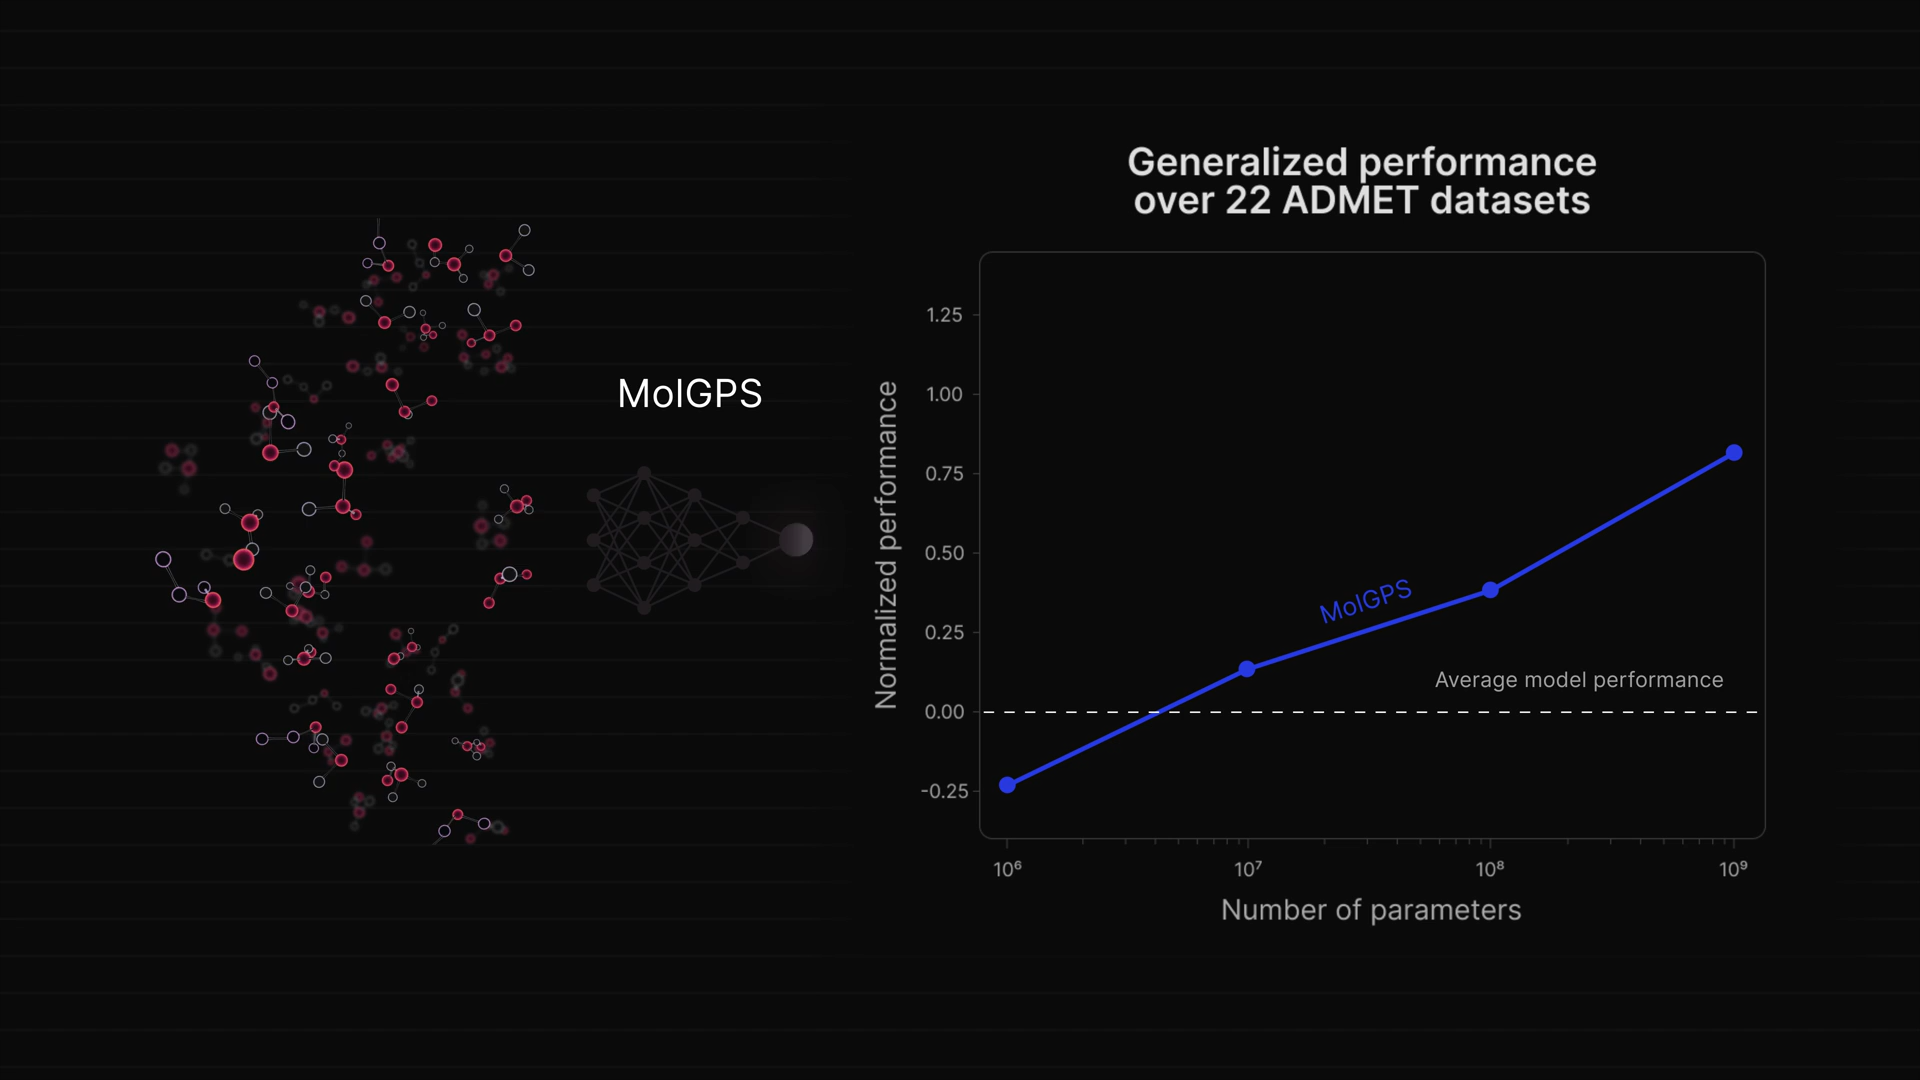 MolGPS
Generalized performance
over 22 ADMET datasets
Normalized performance
1.25
1.00
0.75
0.50
0.25
0.00
-0.25
MolGPS
Average model performance
10⁶ 10⁷ 10⁸ 10⁹
Number of parameters